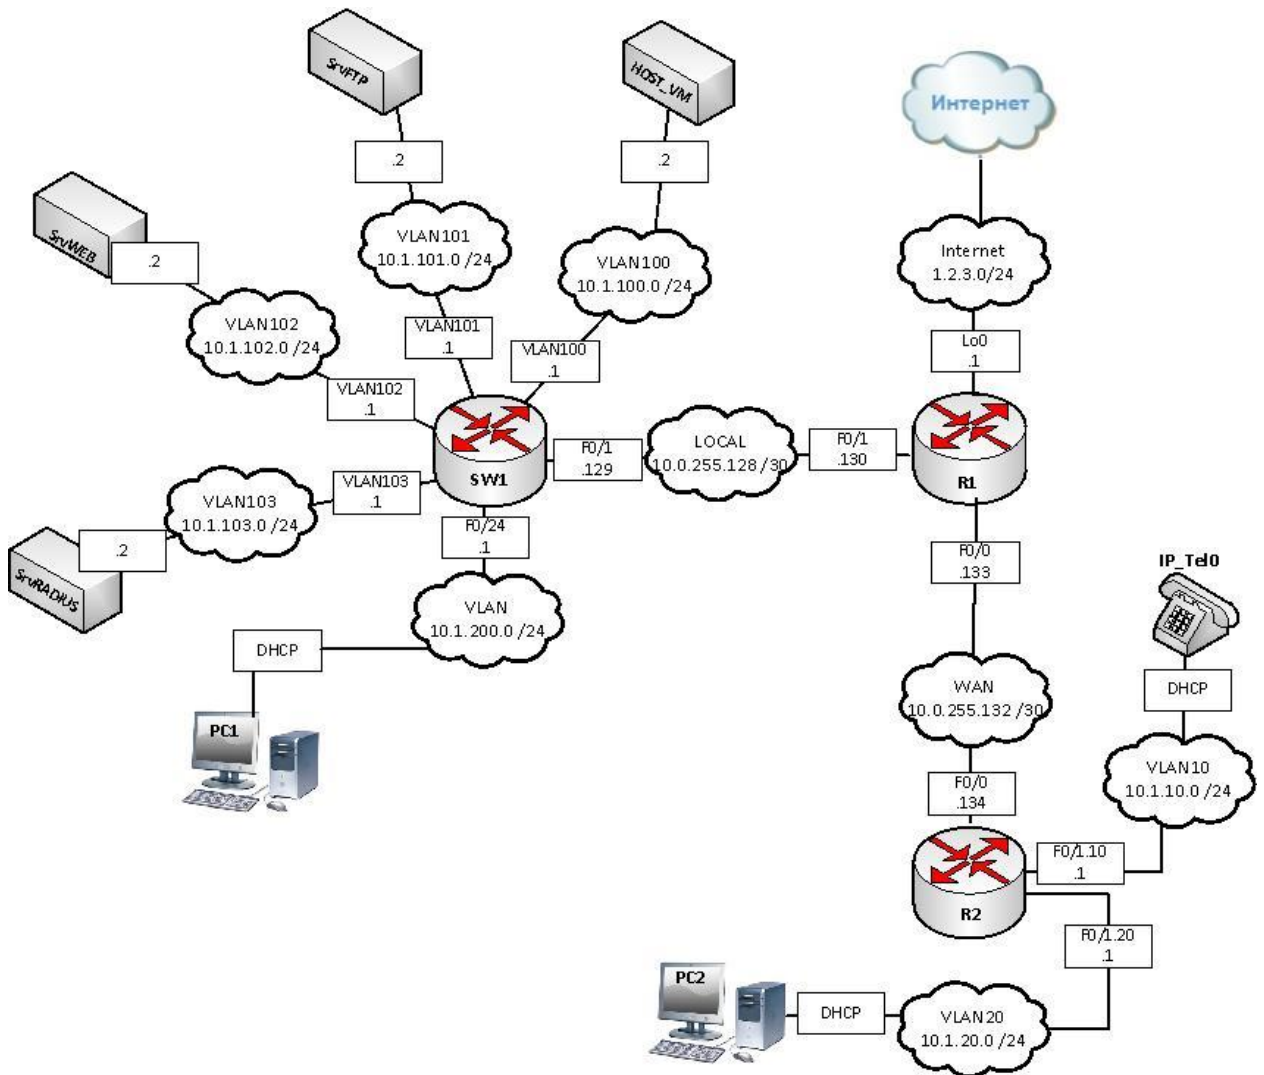 SrvFTP
HOST_VM
Интернет
.2
.2
SrvWEB
.2
VLAN101
10.1.101.0 /24
VLAN100
10.1.100.0 /24
Internet
1.2.3.0/24
VLAN102
10.1.102.0 /24
VLAN101
.1
VLAN100
.1
Lo0
.1
VLAN102
.1
F0/1
.129
LOCAL
10.0.255.128 /30
F0/1
.130
SW1
R1
VLAN103
10.1.103.0 /24
VLAN103
.1
F0/24
.1
.2
SrvRADIUS
F0/0
.133
IP_Tel0
VLAN
10.1.200.0 /24
DHCP
DHCP
WAN
10.0.255.132 /30
PC1
VLAN10
10.1.10.0 /24
F0/0
.134
F0/1.10
.1
R2
F0/1.20
.1
PC2
DHCP
VLAN20
10.1.20.0 /24